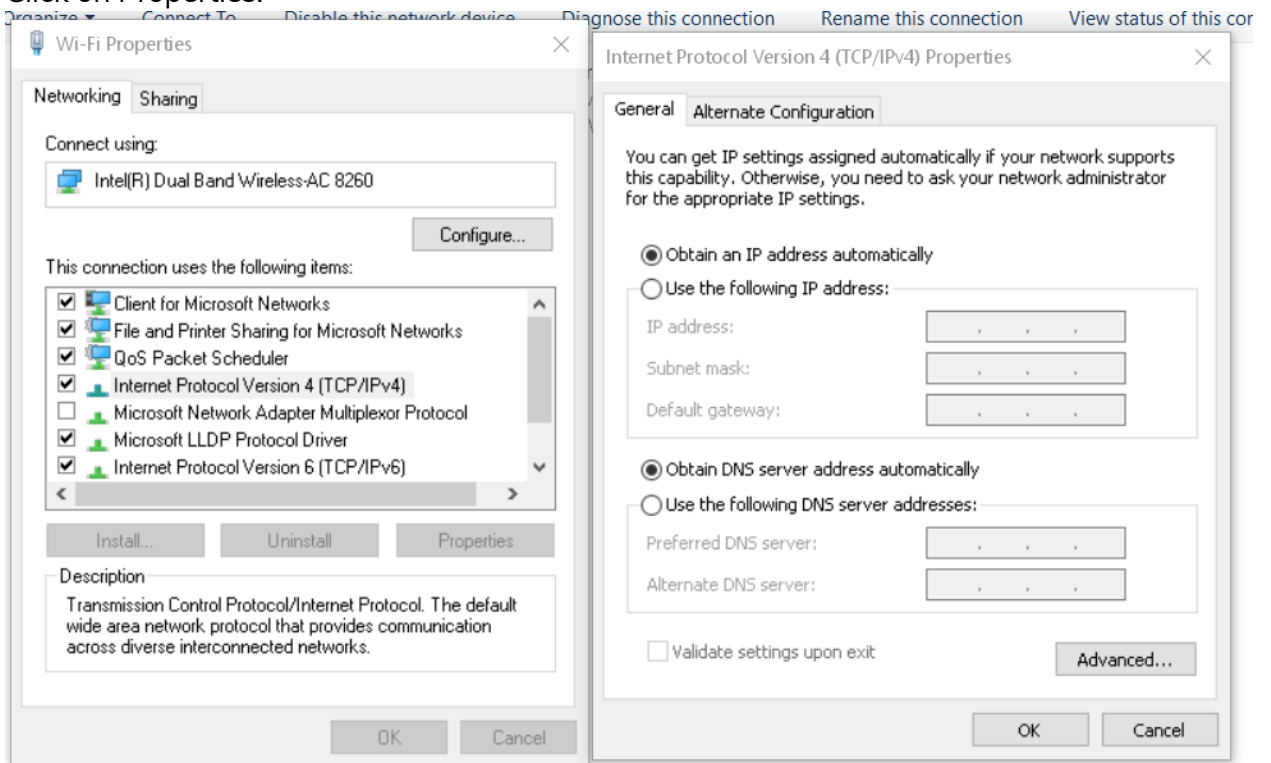 Click on Properties.
Organize Connect To Disable this network device Diagnose this connection Rename this connection View status of this con
Wi-Fi Properties
Networking Sharing
Connect using:
Intel(R) Dual Band Wireless-AC 8260
Configure...
This connection uses the following items:
Client for Microsoft Networks
File and Printer Sharing for Microsoft Networks
QoS Packet Scheduler
Internet Protocol Version 4 (TCP/IPv4)
Microsoft Network Adapter Multiplexor Protocol
Microsoft LLDP Protocol Driver
Internet Protocol Version 6 (TCP/IPv6)
Install... Uninstall Properties
Description
Transmission Control Protocol/Internet Protocol. The default
wide area network protocol that provides communication
across diverse interconnected networks.
OK Cancel
Internet Protocol Version 4 (TCP/IPv4) Properties
General Alternate Configuration
You can get IP settings assigned automatically if your network supports
this capability. Otherwise, you need to ask your network administrator
for the appropriate IP settings.
Obtain an IP address automatically
Use the following IP address:
IP address:
Subnet mask:
Default gateway:
Obtain DNS server address automatically
Use the following DNS server addresses:
Preferred DNS server:
Alternate DNS server:
Validate settings upon exit
Advanced...
OK Cancel